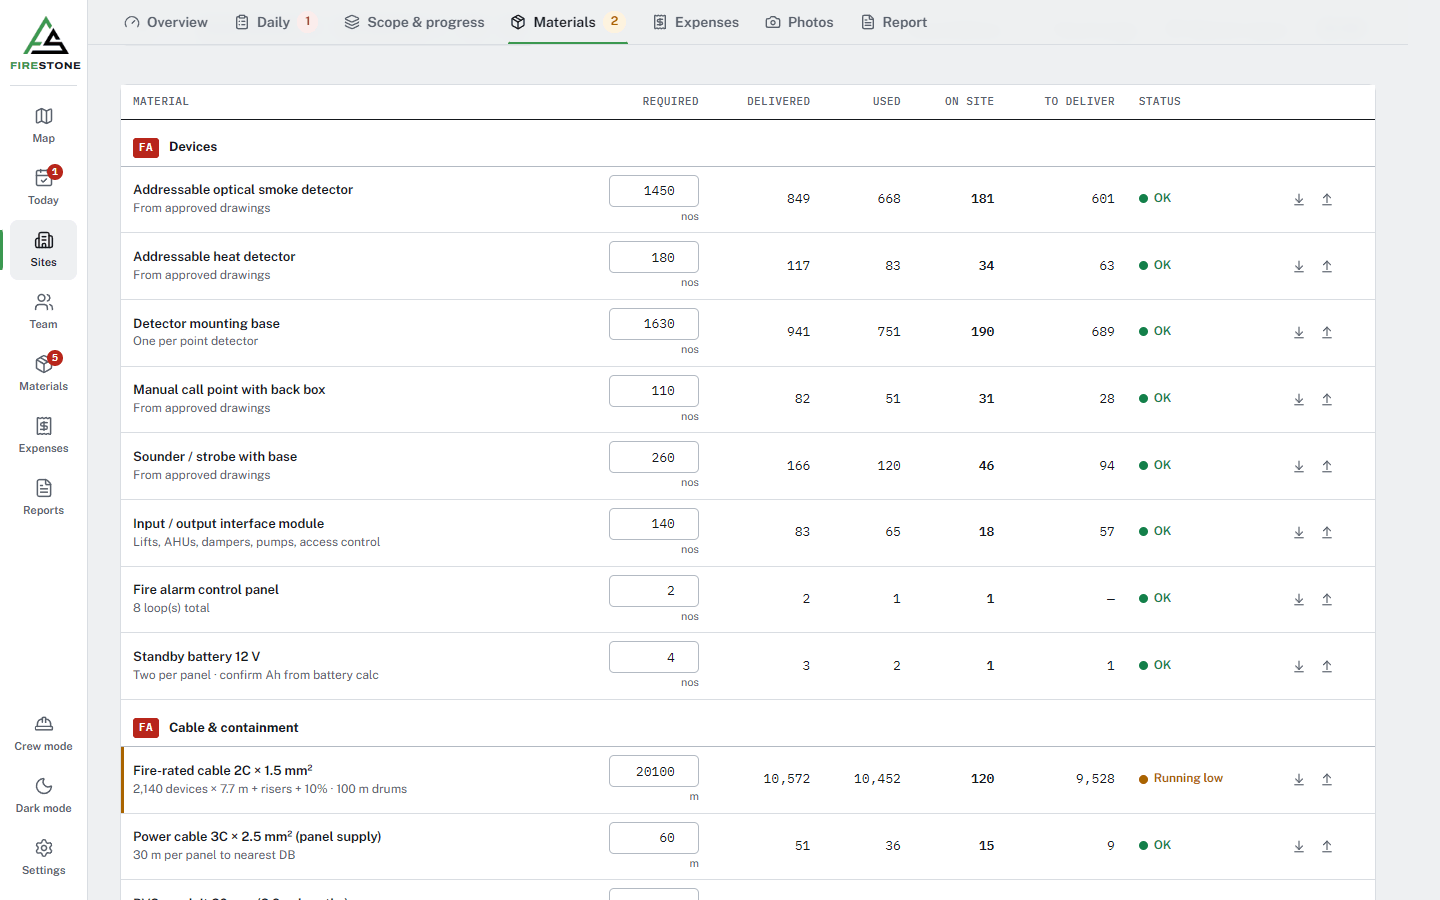 Overview
Daily 1
Scope & progress
Materials 2
Expenses
Photos
Report
FIRESTONE
Map
1
Today
Sites
Team
5
Materials
Expenses
Reports
Crew mode
Dark mode
Settings
MATERIAL REQUIRED DELIVERED USED ON SITE TO DELIVER STATUS
FA Devices
Addressable optical smoke detector 1450 849 668 181 601 OK
From approved drawings nos
Addressable heat detector 180 117 83 34 63 OK
From approved drawings nos
Detector mounting base 1630 941 751 190 689 OK
One per point detector nos
Manual call point with back box 110 82 51 31 28 OK
From approved drawings nos
Sounder / strobe with base 260 166 120 46 94 OK
From approved drawings nos
Input / output interface module 140 83 65 18 57 OK
Lifts, AHUs, dampers, pumps, access control nos
Fire alarm control panel 2 2 1 1 – OK
8 loop(s) total nos
Standby battery 12 V 4 3 2 1 1 OK
Two per panel · confirm Ah from battery calc nos
FA Cable & containment
Fire-rated cable 2C × 1.5 mm² 20100 10,572 10,452 120 9,528 Running low
2,140 devices × 7.7 m + risers + 10% · 100 m drums m
Power cable 3C × 2.5 mm² (panel supply) 60 51 36 15 9 OK
30 m per panel to nearest DB m